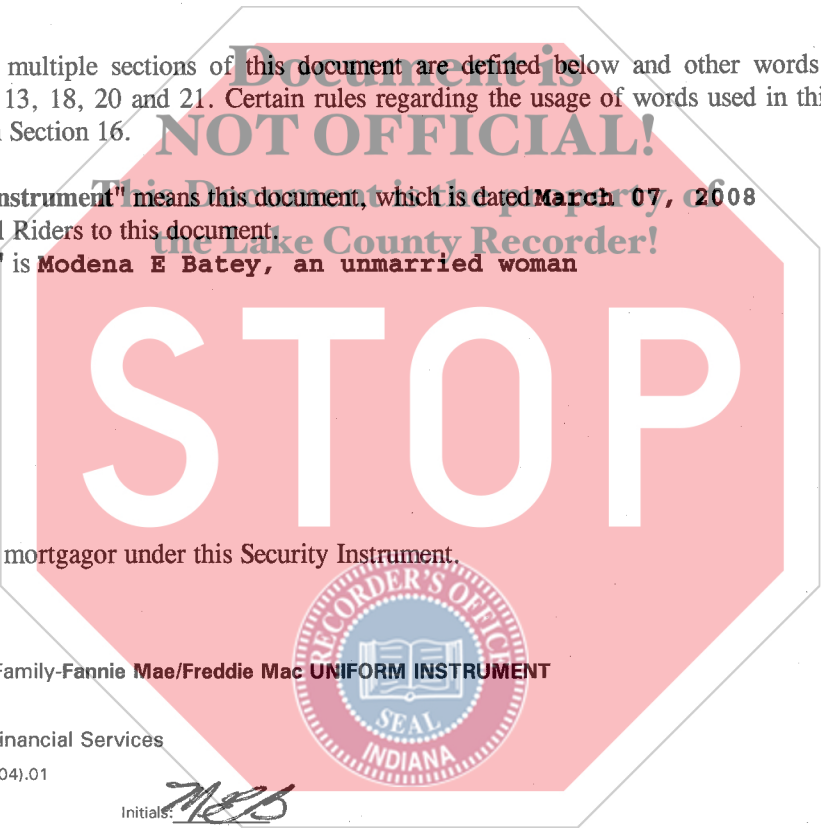 multiple sections of this document are defined below and other words
Document is
13, 18, 20 and 21. Certain rules regarding the usage of words used in thi
Section 16.
NOT OFFICIAL!
nstrument" means this document, which is dated March 07, 2008
This Document is the property of
Riders to this document.
the Lake County Recorder!
" is Modena E Batey, an unmarried woman
STOP
mortgagor under this Security Instrument.
RECORDER'S OFFICE
SEAL
INDIANA
Family-Fannie Mae/Freddie Mac UNIFORM INSTRUMENT
inancial Services
04).01
Initials: MEB